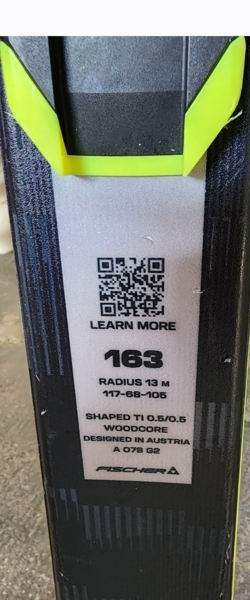 LEARN MORE
163
RADIUS 13 M
117-68-105
SHAPED TI 0.5/0.5
WOODCORE
DESIGNED IN AUSTRIA
A 078 G2
FISCHER